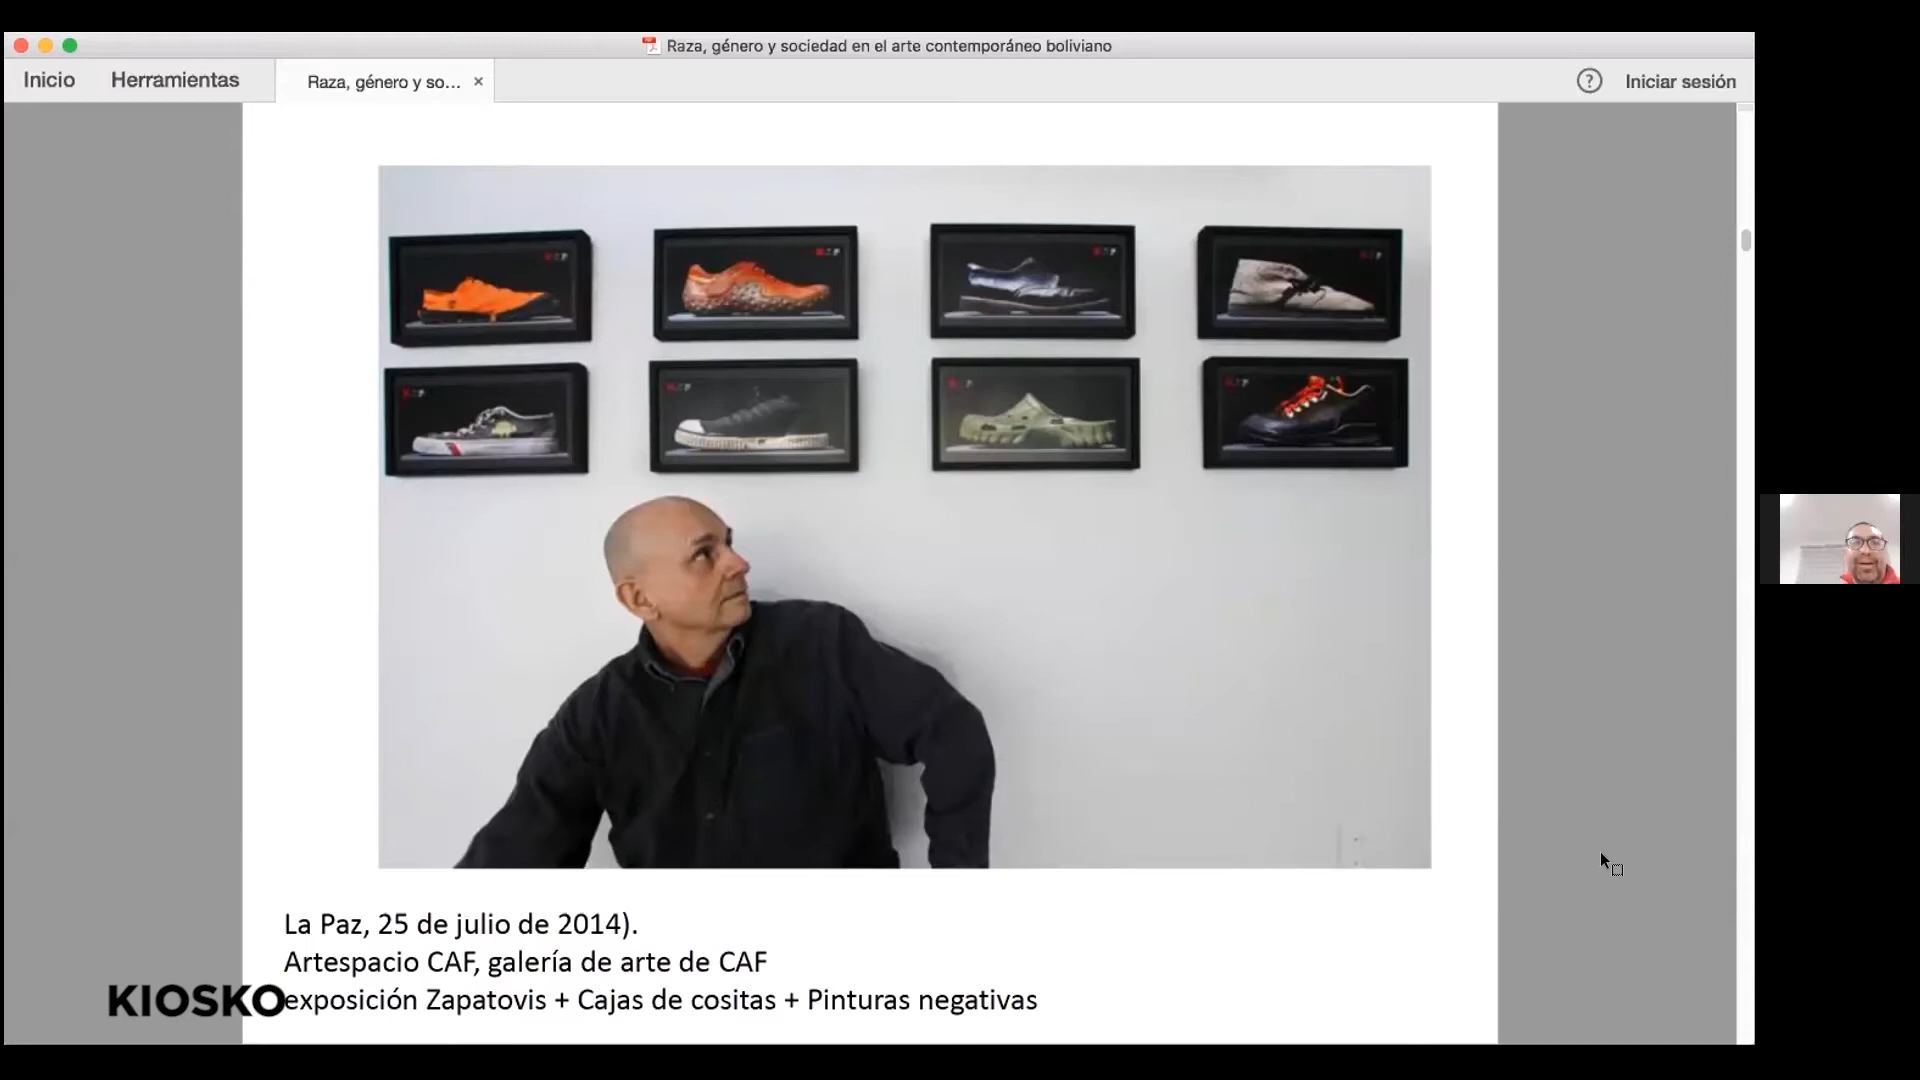 Raza, género y sociedad en el arte contemporáneo boliviano
Inicio Herramientas Raza, género y so... × ? Iniciar sesión
La Paz, 25 de julio de 2014).
Artespacio CAF, galería de arte de CAF
exposición Zapatovis + Cajas de cositas + Pinturas negativas
KIOSKO